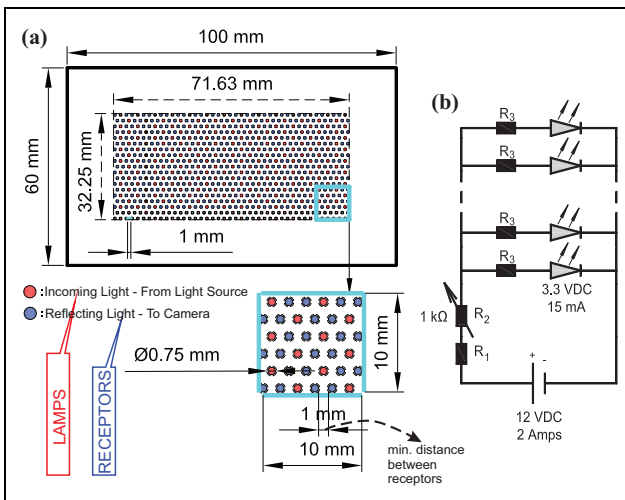 (a)
100 mm
71.63 mm
60 mm
32.25 mm
1 mm
:Incoming Light - From Light Source
:Reflecting Light - To Camera
LAMPS
RECEPTORS
Ø0.75 mm
10 mm
1 mm
10 mm
min. distance
between
receptors
(b)
R3
R3
R3
R3
3,3 VDC
15 mA
1 kΩ
R2
R1
+ -
12 VDC
2 Amps